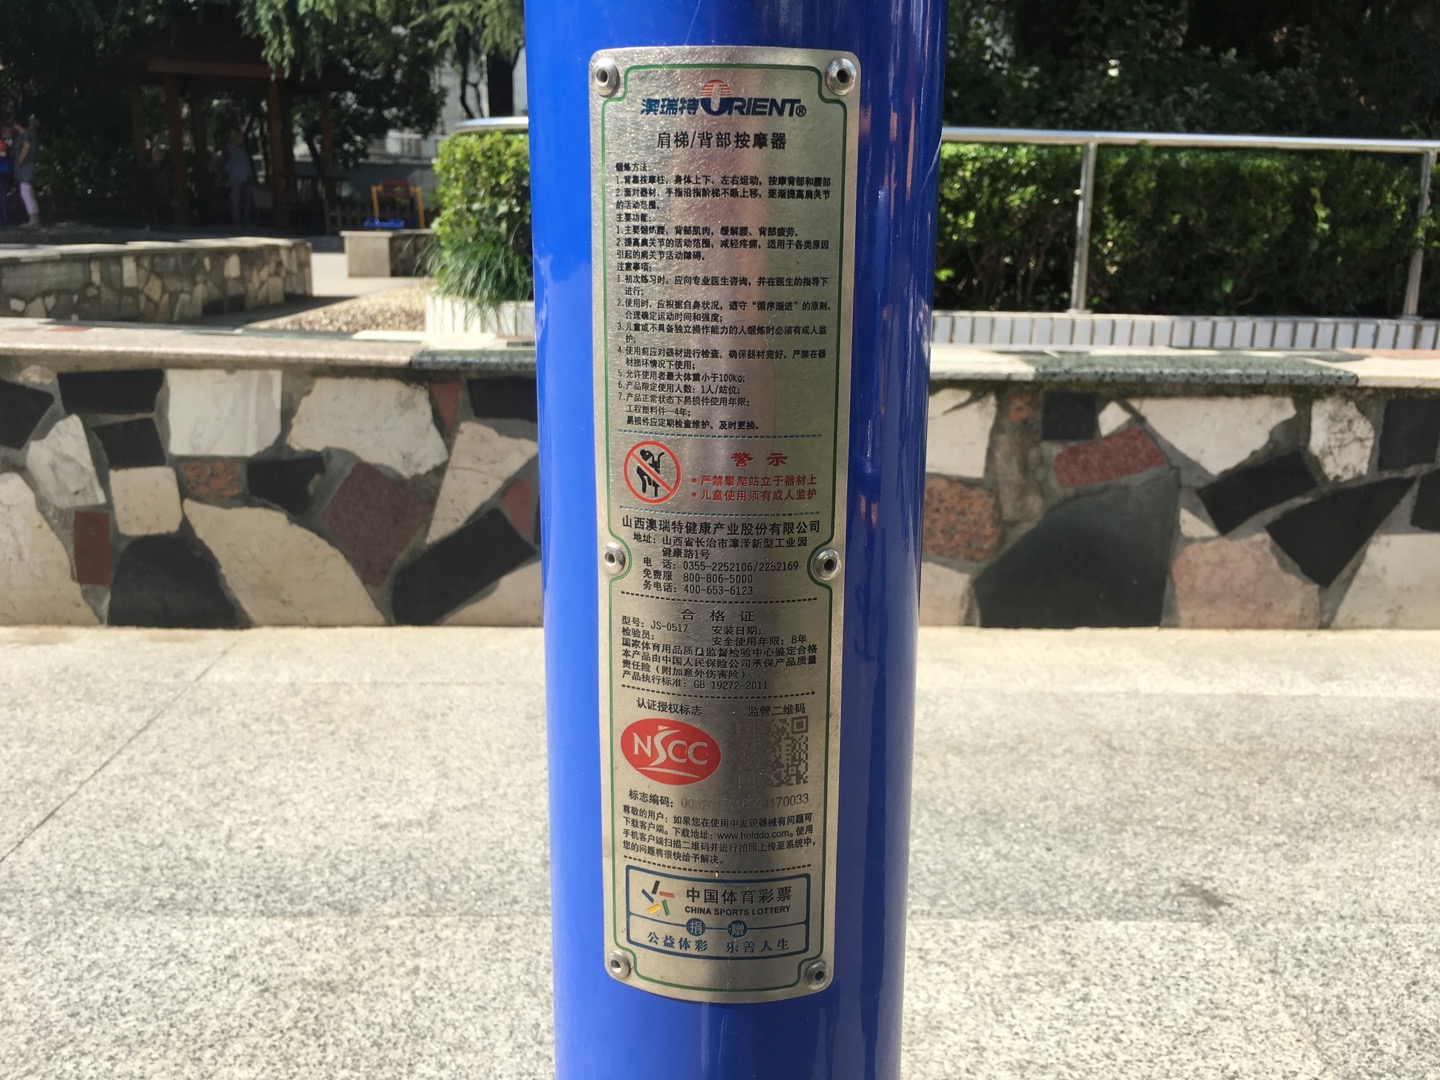 澳瑞特ORIENT®
肩梯/背部按摩器
锻炼方法:
1.背靠按摩柱,身体上下、左右运动,按摩背部和腰部
2.面对器材,手指沿指阶梯不断上移,逐渐提高肩关节
的活动范围。
主要功能:
1.主要锻炼腰、背部肌肉,缓解腰、背部疲劳。
2.提高肩关节的活动范围,减轻疼痛,适用于各类原因
引起的肩关节活动障碍。
注意事项:
1.初次练习时,应向专业医生咨询,并在医生的指导下
进行;
2.使用时,应根据自身状况,遵守“循序渐进”的原则,
合理确定运动时间和强度;
3.儿童或不具备独立操作能力的人锻炼时必须有成人监
护;
4.使用前应对器材进行检查,确保器材完好,严禁在器
材损坏情况下使用;
5.允许使用者最大体重小于100kg;
6.产品限定使用人数:1人/站位;
7.产品正常状态下易损件使用年限:
工程塑料件—4年;
易损件应定期检查维护、及时更换。
警示
•严禁攀爬站立于器材上
•儿童使用须有成人监护
山西澳瑞特健康产业股份有限公司
地址:山西省长治市漳泽新型工业园
健康路1号
电 话:0355-2252106/2252169
免费服 800-806-5000
务电话:400-653-6123
合格证
型号:JS-0517 安装日期:
检验员: 安全使用年限:8年
国家体育用品质量监督检验中心鉴定合格
本产品由中国人民保险公司承保产品质量
责任险(附加意外伤害险)
产品执行标准:GB 19272-2011
认证授权标志 监管二维码
NSCC
标志编码: 170033
尊敬的用户:如果您在使用中发现器械有问题可
下载客户端。下载地址:www.holddo.com。使用
手机客户端扫描二维码并进行拍照上传至系统中,
您的问题将很快给予解决。
中国体育彩票
CHINA SPORTS LOTTERY
捐 赠
公益体彩 乐善人生